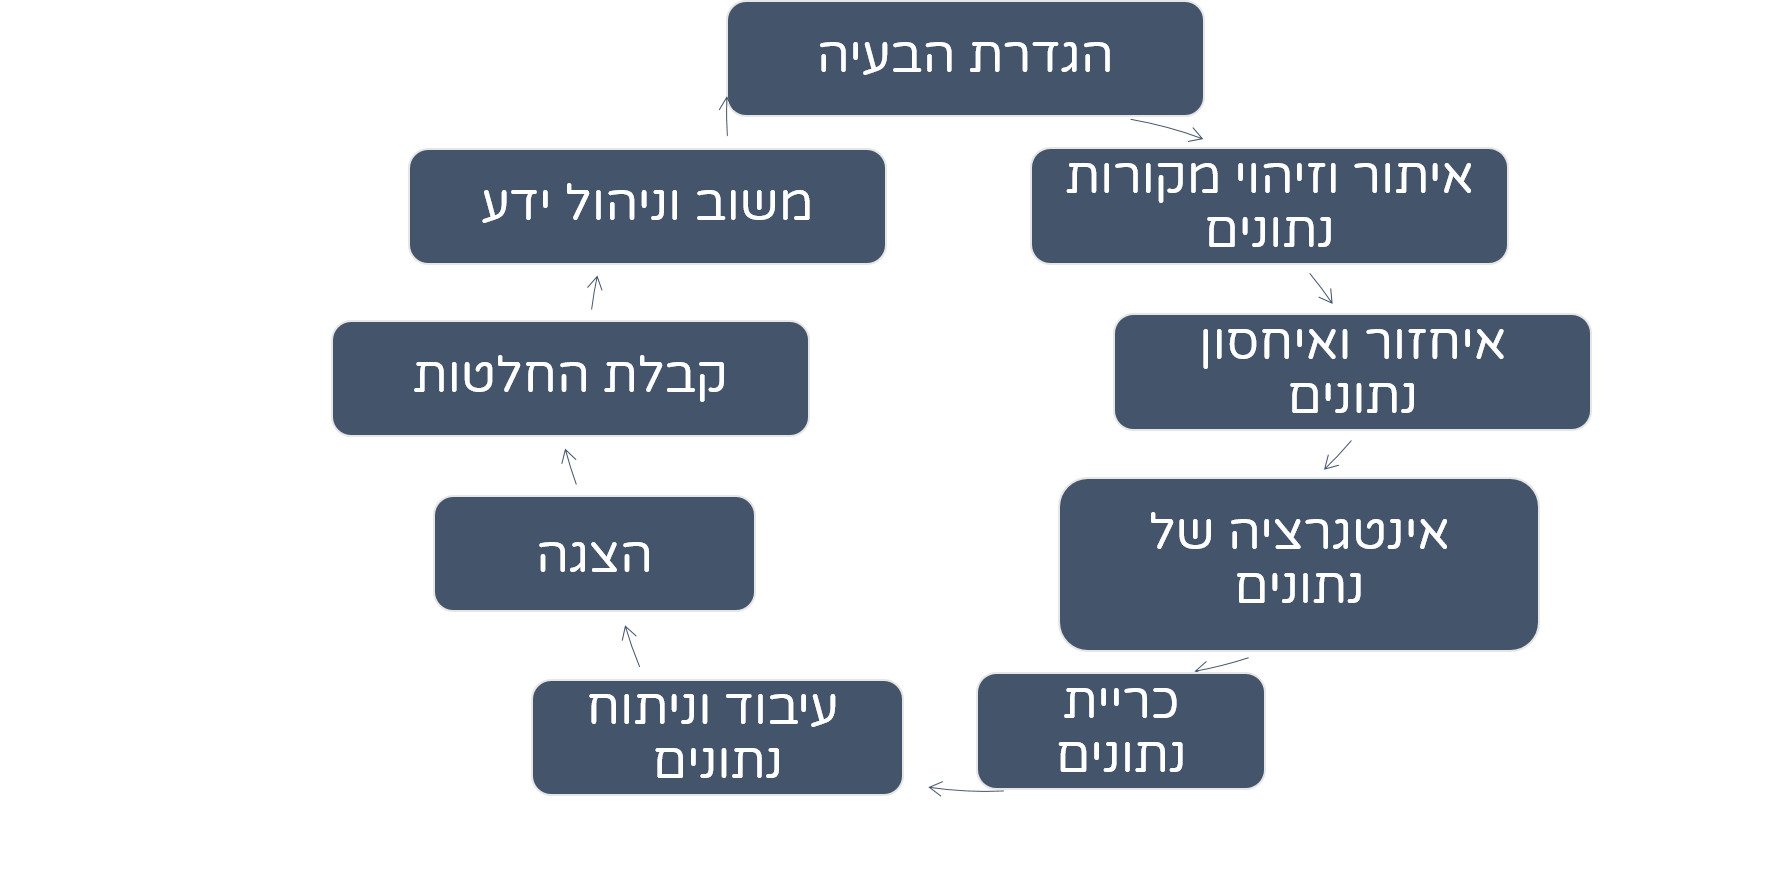 הגדרת הבעיה
איתור וזיהוי מקורות
נתונים
איחזור ואיחסון
נתונים
אינטגרציה של
נתונים
כריית
נתונים
עיבוד וניתוח
נתונים
הצגה
קבלת החלטות
משוב וניהול ידע